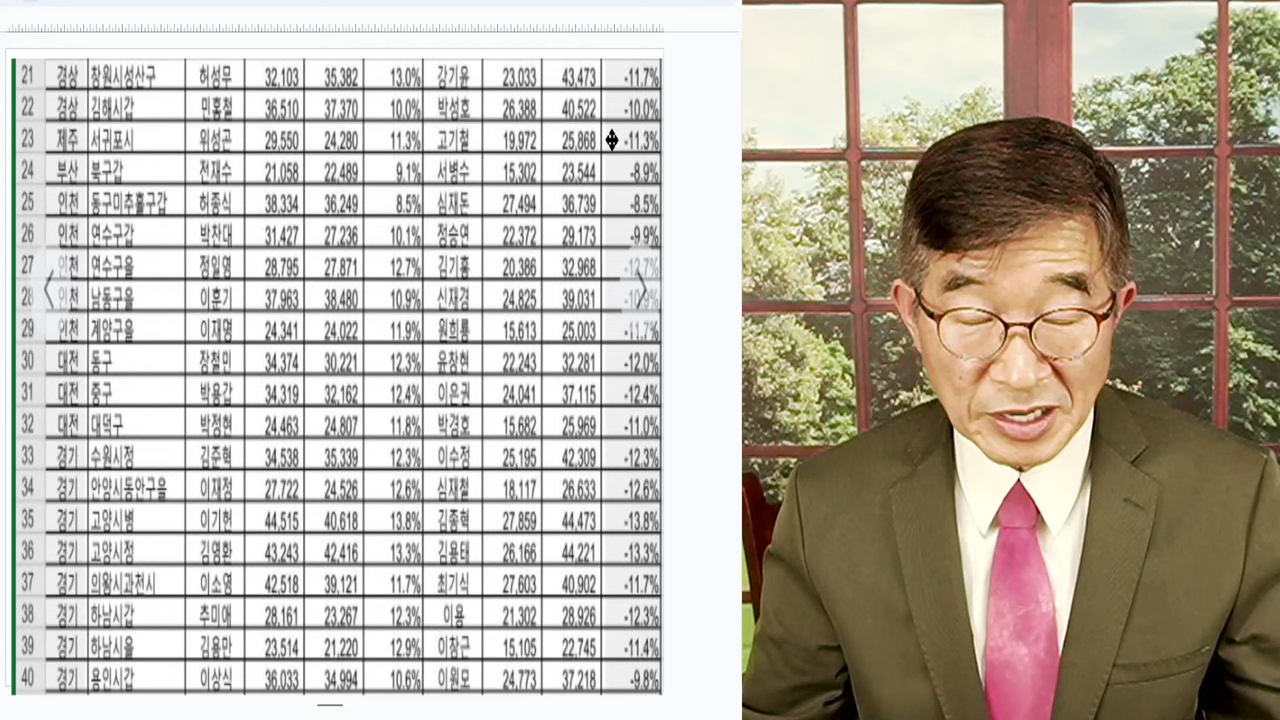 21 경상 창원시성산구 허성무 32,103 35,382 13.0% 강기윤 23,033 43,473 -11.7%
22 경상 김해시갑 민홍철 36,510 37,370 10.0% 박성호 26,388 40,522 -10.0%
23 제주 서귀포시 위성곤 29,550 24,280 11.3% 고기철 19,972 25,868 -11.3%
24 부산 북구갑 전재수 21,058 22,489 9.1% 서병수 15,302 23,544 -8.9%
25 인천 동구미추홀구갑 허종식 38,334 36,249 8.5% 심재돈 27,494 36,739 -8.5%
26 인천 연수구갑 박찬대 31,427 27,236 10.1% 정승연 22,372 29,173 -9.9%
27 인천 연수구을 정일영 28,795 27,871 12.7% 김기흥 20,386 32,968 -12.7%
28 인천 남동구을 이훈기 37,963 38,480 10.9% 신재경 24,825 39,031 -10.9%
29 인천 계양구을 이재명 24,341 24,022 11.9% 원희룡 15,613 25,003 -11.7%
30 대전 동구 장철민 34,374 30,221 12.3% 윤창현 22,243 32,281 -12.0%
31 대전 중구 박용갑 34,319 32,162 12.4% 이은권 24,041 37,115 -12.4%
32 대전 대덕구 박정현 24,463 24,807 11.8% 박경호 15,682 25,969 -11.0%
33 경기 수원시정 김준혁 34,538 35,339 12.3% 이수정 25,195 42,309 -12.3%
34 경기 안양시동안구을 이재정 27,722 24,526 12.6% 심재철 18,117 26,633 -12.6%
35 경기 고양시병 이기헌 44,515 40,618 13.8% 김종혁 27,859 44,473 -13.8%
36 경기 고양시정 김영환 43,243 42,416 13.3% 김용태 26,166 44,221 -13.3%
37 경기 의왕시과천시 이소영 42,518 39,121 11.7% 최기식 27,603 40,902 -11.7%
38 경기 하남시갑 추미애 28,161 23,267 12.3% 이용 21,302 28,926 -12.3%
39 경기 하남시을 김용만 23,514 21,220 12.9% 이창근 15,105 22,745 -11.4%
40 경기 용인시갑 이상식 36,033 34,994 10.6% 이원모 24,773 37,218 -9.8%